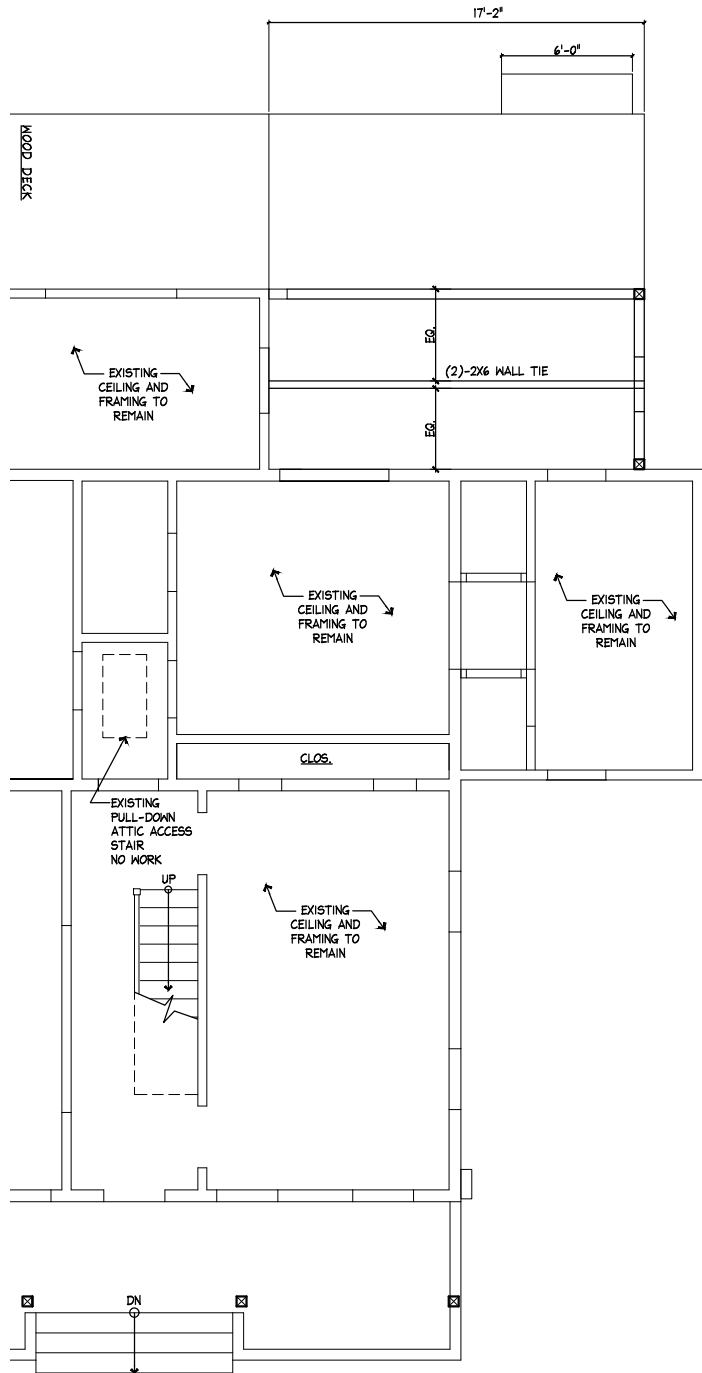 17'-2"
6'-0"
WOOD DECK
EQ.
(2)-2X6 WALL TIE
EQ.
EXISTING
CEILING AND
FRAMING TO
REMAIN
EXISTING
CEILING AND
FRAMING TO
REMAIN
EXISTING
CEILING AND
FRAMING TO
REMAIN
CLOS.
EXISTING
PULL-DOWN
ATTIC ACCESS
STAIR
NO WORK
UP
EXISTING
CEILING AND
FRAMING TO
REMAIN
DN